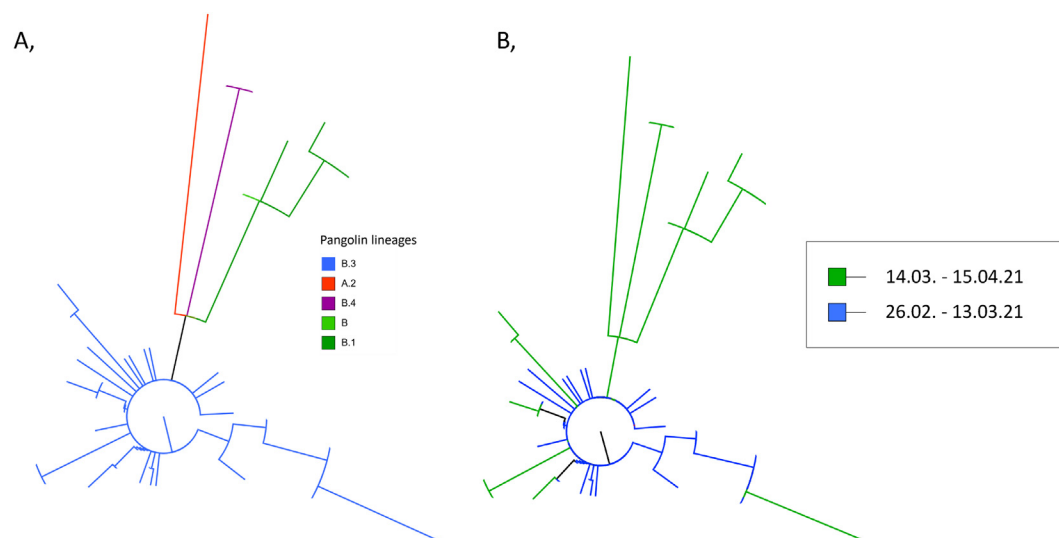 A,
B,
Pangolin lineages
B.3
A.2
B.4
B
B.1
14.03. - 15.04.21
26.02. - 13.03.21